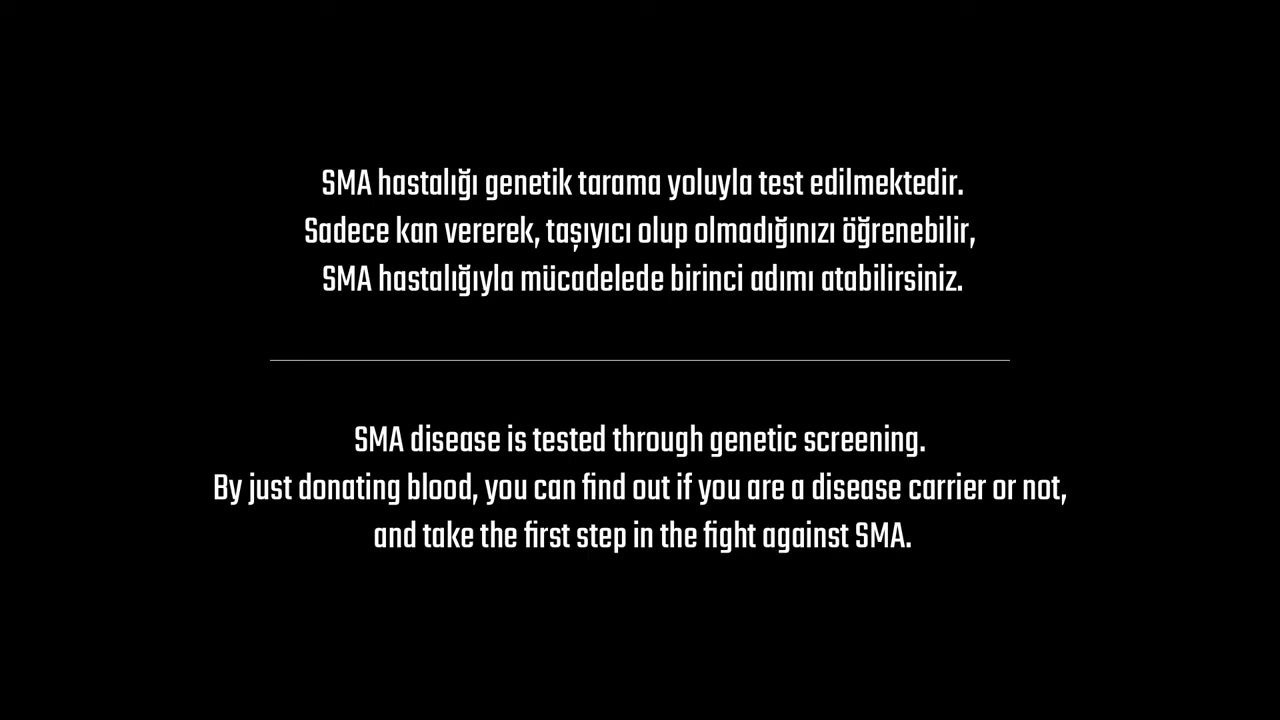 SMA hastalığı genetik tarama yoluyla test edilmektedir.
Sadece kan vererek, taşıyıcı olup olmadığınızı öğrenebilir,
SMA hastalığıyla mücadelede birinci adımı atabilirsiniz.
SMA disease is tested through genetic screening.
By just donating blood, you can find out if you are a disease carrier or not,
and take the first step in the fight against SMA.